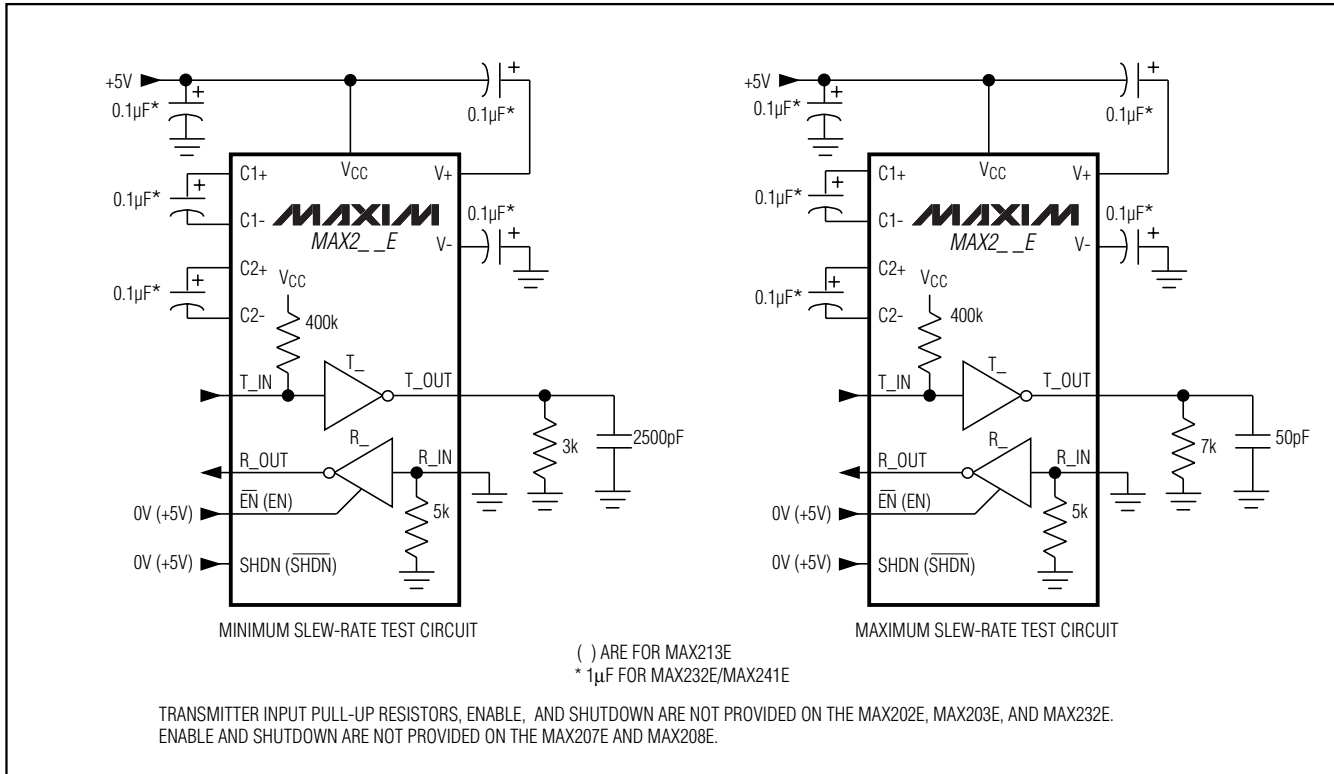 +5V
0.1µF*
+
0.1µF*
+
0.1µF*
+
C1+
VCC
V+
C1-
MAXIM
MAX2_ _E
0.1µF*
+
V-
0.1µF*
+
C2+
C2-
VCC
400k
T_IN
T_
T_OUT
3k
2500pF
R_OUT
R_
R_IN
5k
0V (+5V)
EN (EN)
0V (+5V)
SHDN (SHDN)
MINIMUM SLEW-RATE TEST CIRCUIT
+5V
0.1µF*
+
0.1µF*
+
0.1µF*
+
C1+
VCC
V+
C1-
MAXIM
MAX2_ _E
0.1µF*
+
V-
0.1µF*
+
C2+
C2-
VCC
400k
T_IN
T_
T_OUT
7k
50pF
R_OUT
R_
R_IN
5k
0V (+5V)
EN (EN)
0V (+5V)
SHDN (SHDN)
MAXIMUM SLEW-RATE TEST CIRCUIT
( ) ARE FOR MAX213E
* 1µF FOR MAX232E/MAX241E
TRANSMITTER INPUT PULL-UP RESISTORS, ENABLE, AND SHUTDOWN ARE NOT PROVIDED ON THE MAX202E, MAX203E, AND MAX232E.
ENABLE AND SHUTDOWN ARE NOT PROVIDED ON THE MAX207E AND MAX208E.